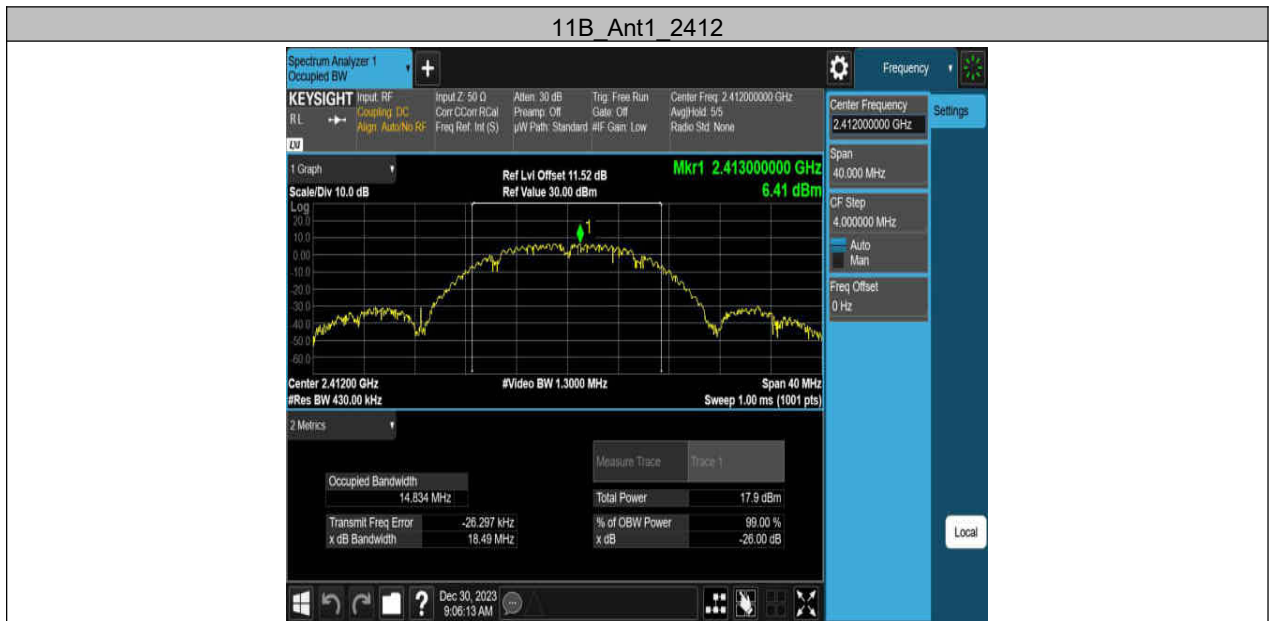 11B_Ant1_2412
Spectrum Analyzer 1
Occupied BW
+
Frequency
KEYSIGHT
RL
LXI
Input: RF
Coupling: DC
Align: Auto/No RF
Input Z: 50 Ω
Corr CCorr RCal
Freq Ref: Int (S)
Atten: 30 dB
Preamp: Off
µW Path: Standard
Trig: Free Run
Gate: Off
#IF Gain: Low
Center Freq: 2.412000000 GHz
Avg|Hold: 5/5
Radio Std: None
Center Frequency
2.412000000 GHz
Settings
Span
40.000 MHz
CF Step
4.000000 MHz
Auto
Man
Freq Offset
0 Hz
Local
1 Graph
Scale/Div 10.0 dB
Ref Lvl Offset 11.52 dB
Ref Value 30.00 dBm
Mkr1 2.413000000 GHz
6.41 dBm
Log
20.0
10.0
0.00
-10.0
-20.0
-30.0
-40.0
-50.0
-60.0
1
Center 2.41200 GHz
#Video BW 1.3000 MHz
Span 40 MHz
#Res BW 430.00 kHz
Sweep 1.00 ms (1001 pts)
2 Metrics
Measure Trace
Trace 1
Occupied Bandwidth
14.834 MHz
Total Power
17.9 dBm
Transmit Freq Error
-26.297 kHz
% of OBW Power
99.00 %
x dB Bandwidth
18.49 MHz
x dB
-26.00 dB
?
Dec 30, 2023
9:06:13 AM